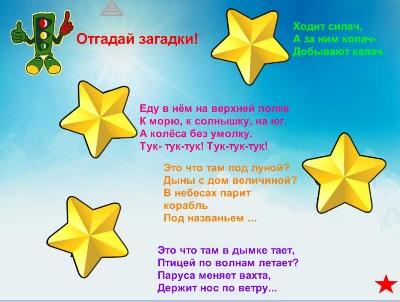 Отгадай загадки!
Ходит силач,
А за ним копач-
Добывают калач.
Еду в нём на верхней полке
К морю, к солнышку, на юг.
А колёса без умолку.
Тук- тук-тук! Тук-тук-тук!
Это что там под луной?
Дыны с дом величиной?
В небесах парит
корабль
Под названьем ...
Это что там в дымке тает,
Птицей по волнам летает?
Паруса меняет вахта,
Держит нос по ветру...